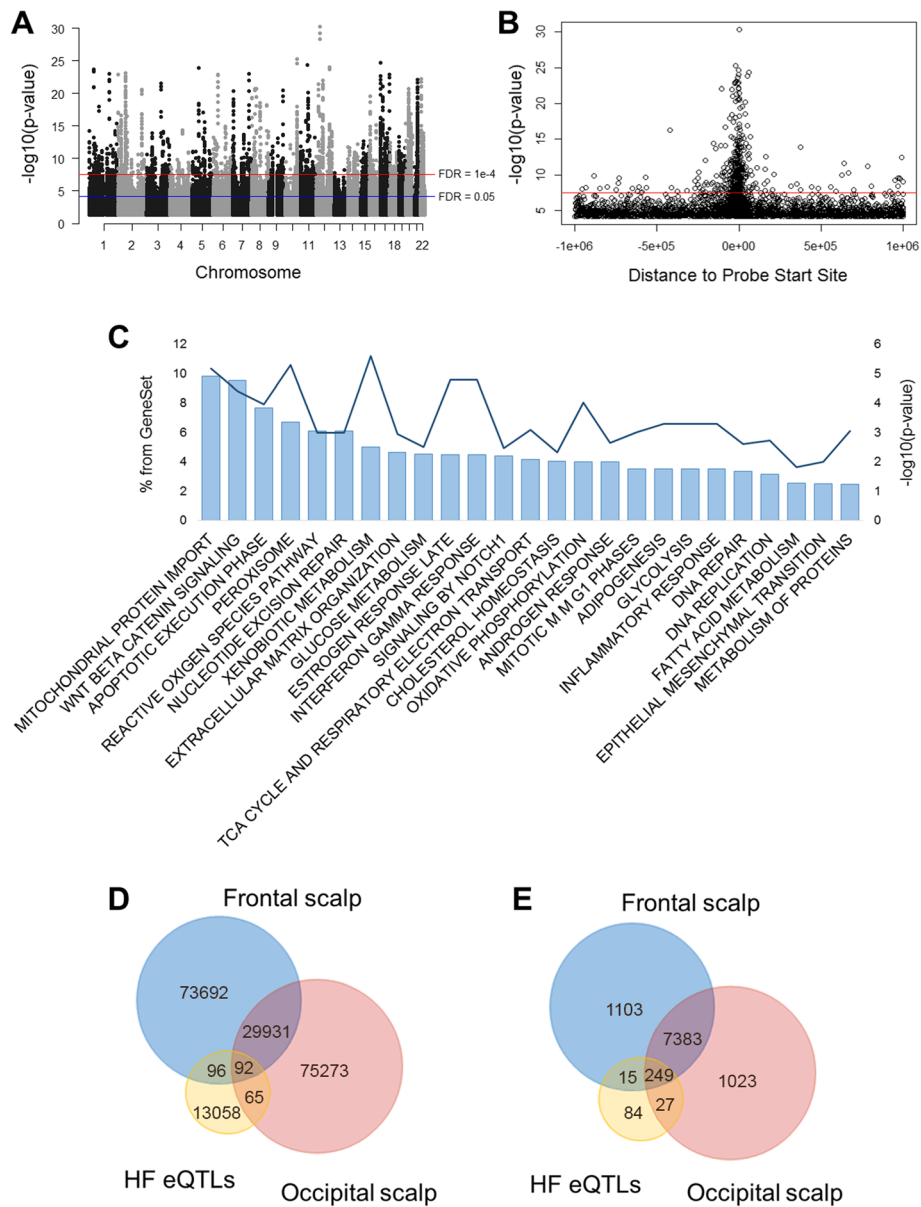 A
30
25
20
15
10
5
0
-log10(p-value)
FDR = 1e-4
FDR = 0.05
1 2 3 4 5 6 7 8 9 11 13 15 18 22
Chromosome
B
30
25
20
15
10
5
-log10(p-value)
-1e+06 -5e+05 0e+00 5e+05 1e+06
Distance to Probe Start Site
C
12
10
8
6
4
2
0
% from GeneSet
6
5
4
3
2
1
0
-log10(p-value)
MITOCHONDRIAL PROTEIN IMPORT
WNT BETA CATENIN SIGNALING
APOPTOTIC EXECUTION PHASE
PEROXISOME
REACTIVE OXIGEN SPECIES PATHWAY
NUCLEOTIDE EXCISION REPAIR
XENOBIOTIC METABOLISM
EXTRACELLULAR MATRIX ORGANIZATION
GLUCOSE METABOLISM
ESTROGEN RESPONSE LATE
INTERFERON GAMMA RESPONSE
SIGNALING BY NOTCH1
TCA CYCLE AND RESPIRATORY ELECTRON TRANSPORT
CHOLESTEROL HOMEOSTASIS
OXIDATIVE PHOSPHORYLATION
ANDROGEN RESPONSE
MITOTIC M M G1 PHASES
ADIPOGENESIS
GLYCOLYSIS
INFLAMMATORY RESPONSE
DNA REPAIR
DNA REPLICATION
FATTY ACID METABOLISM
EPITHELIAL MESENCHYMAL TRANSITION
METABOLISM OF PROTEINS
D
Frontal scalp
73692
29931
96 92
75273
65
13058
HF eQTLs
Occipital scalp
E
Frontal scalp
1103
7383
15 249
1023
27
84
HF eQTLs
Occipital scalp